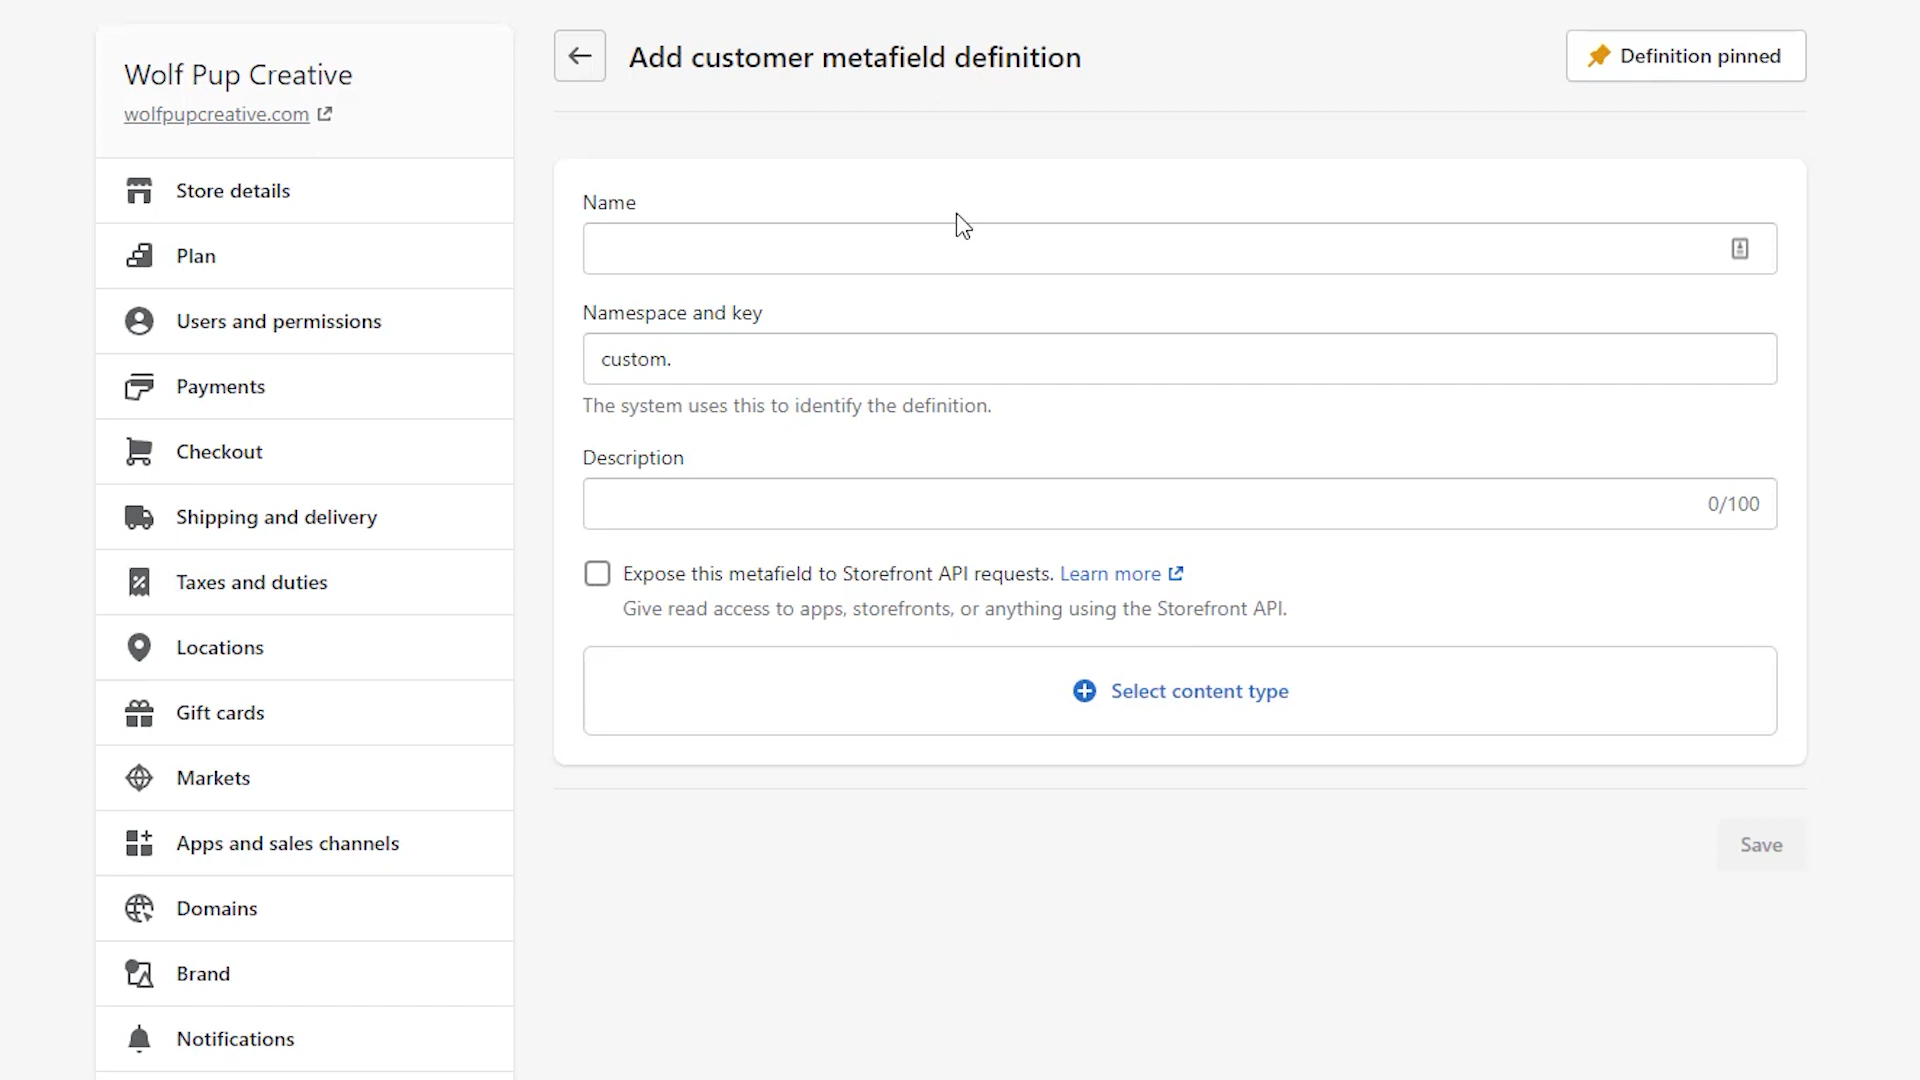 Wolf Pup Creative
wolfpupcreative.com
Store details
Plan
Users and permissions
Payments
Checkout
Shipping and delivery
Taxes and duties
Locations
Gift cards
Markets
Apps and sales channels
Domains
Brand
Notifications
Add customer metafield definition
Definition pinned
Name
Namespace and key
custom.
The system uses this to identify the definition.
Description
0/100
Expose this metafield to Storefront API requests. Learn more
Give read access to apps, storefronts, or anything using the Storefront API.
Select content type
Save